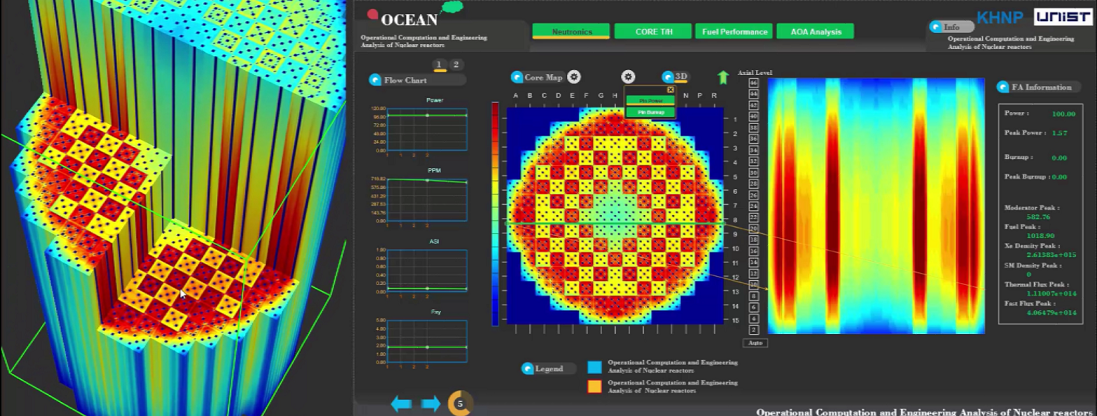 OCEAN
Operational Computation and Engineering
Analysis of Nuclear reactors
Neutronics
CORE T/H
Fuel Performance
AOA Analysis
KHNP
UNIST
Info
Operational Computation and Engineering
Analysis of Nuclear reactors
1 2
Flow Chart
Power
PPM
ASI
Core Map
3D
Pin Power
Pin Burnup
A B C D E F G H N P R
1
2
3
4
5
6
7
8
9
10
11
12
13
14
15
Axial Level
Auto
FA Information
Power : 100.00
Peak Power : 1.57
Burnup : 0.00
Peak Burnup : 0.00
Moderator Peak :
582.76
Fuel Peak :
1018.90
Xe Density Peak :
2.61385e+015
SM Density Peak :
0
Thermal Flux Peak :
1.11007e+014
Fast Flux Peak :
4.06479e+014
Legend
Operational Computation and Engineering
Analysis of Nuclear reactors
Operational Computation and Engineering
Analysis of Nuclear reactors
5
Operational Computation and Engineering Analysis of Nuclear reactors